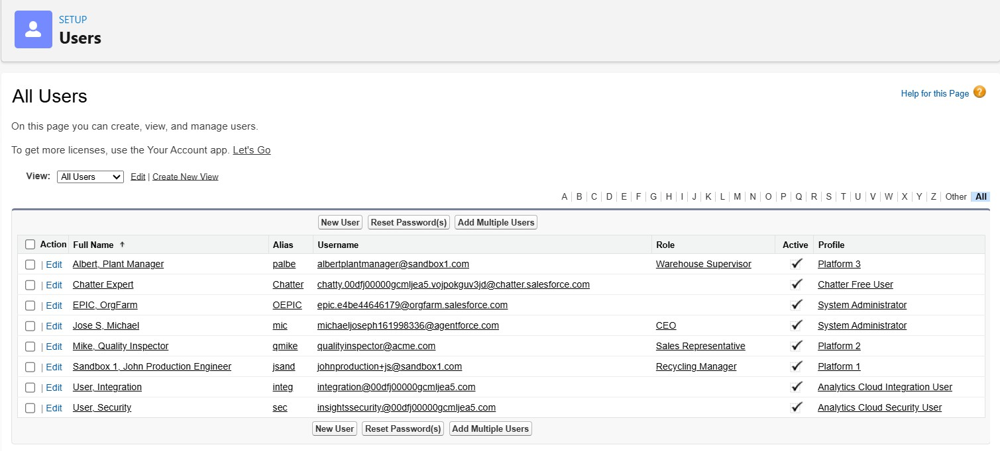 SETUP
Users
All Users
Help for this Page ?
On this page you can create, view, and manage users.
To get more licenses, use the Your Account app. Let's Go
View: All Users Edit | Create New View
A | B | C | D | E | F | G | H | I | J | K | L | M | N | O | P | Q | R | S | T | U | V | W | X | Y | Z | Other | All
New User Reset Password(s) Add Multiple Users
Action Full Name ↑ Alias Username Role Active Profile
| Edit Albert, Plant Manager palbe albertplantmanager@sandbox1.com Warehouse Supervisor ✓ Platform 3
| Edit Chatter Expert Chatter chatty.00dfj00000gcmljea5.vojpokguv3jd@chatter.salesforce.com ✓ Chatter Free User
| Edit EPIC, OrgFarm OEPIC epic.e4be44646179@orgfarm.salesforce.com ✓ System Administrator
| Edit Jose S, Michael mic michaeljoseph161998336@agentforce.com CEO ✓ System Administrator
| Edit Mike, Quality Inspector qmike qualityinspector@acme.com Sales Representative ✓ Platform 2
| Edit Sandbox 1, John Production Engineer jsand johnproduction+js@sandbox1.com Recycling Manager ✓ Platform 1
| Edit User, Integration integ integration@00dfj00000gcmljea5.com ✓ Analytics Cloud Integration User
| Edit User, Security sec insightssecurity@00dfj00000gcmljea5.com ✓ Analytics Cloud Security User
New User Reset Password(s) Add Multiple Users